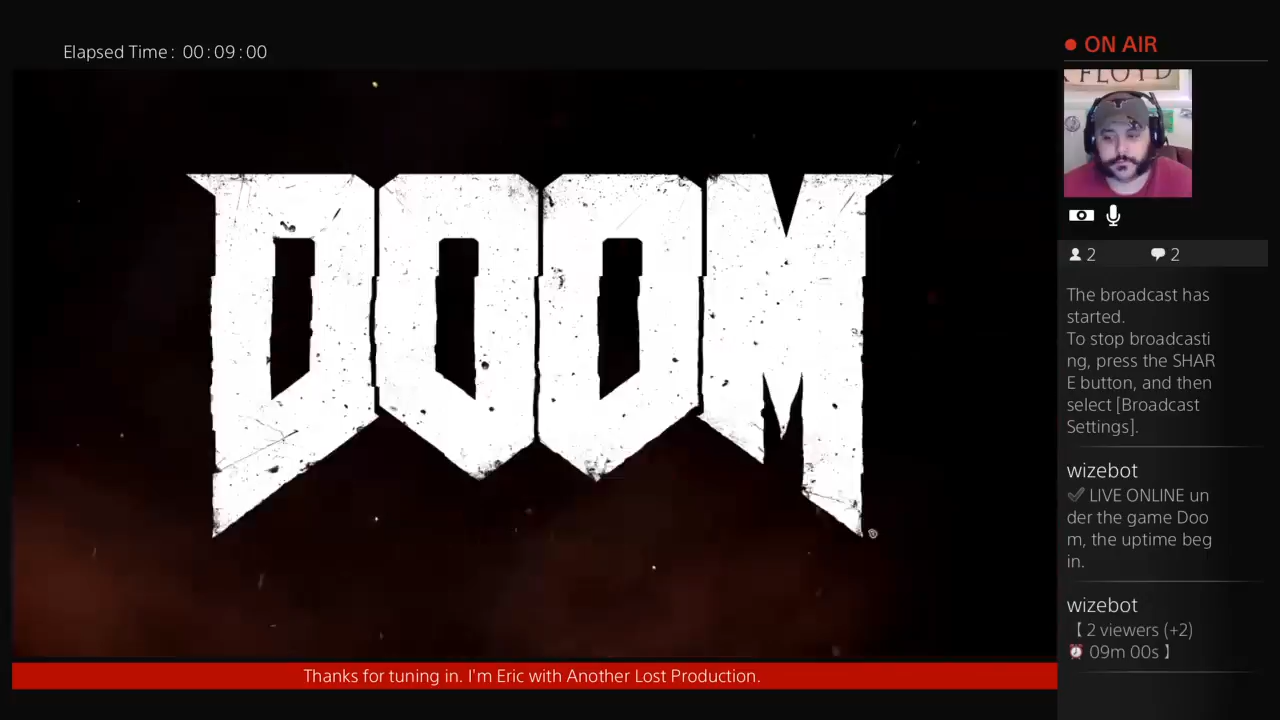 Elapsed Time: 00:09:00
ON AIR
FLOYD
DOOM
®
2 2
The broadcast has
started.
To stop broadcasti
ng, press the SHAR
E button, and then
select [Broadcast
Settings].
wizebot
✅ LIVE ONLINE un
der the game Doo
m, the uptime beg
in.
wizebot
【 2 viewers (+2)
⏰ 09m 00s 】
Thanks for tuning in. I'm Eric with Another Lost Production.